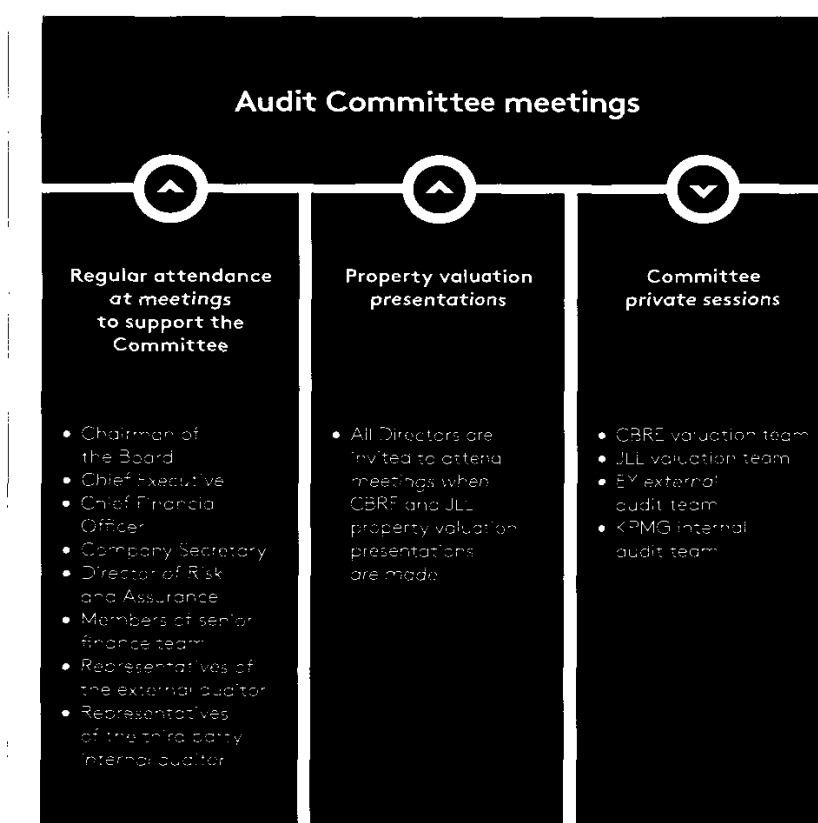 Audit Committee meetings
Regular attendance
at meetings
to support the
Committee
• Chairman of
the Board
• Chief Executive
• Chief Financial
Officer
• Company Secretary
• Director of Risk
and Assurance
• Members of senior
finance team
• Representatives of
the external auditor
• Representatives
of the third party
internal auditor
Property valuation
presentations
• All Directors are
invited to attend
meetings when
CBRE and JLL
property valuation
presentations
are made
Committee
private sessions
• CBRE valuation team
• JLL valuation team
• EY external
audit team
• KPMG internal
audit team